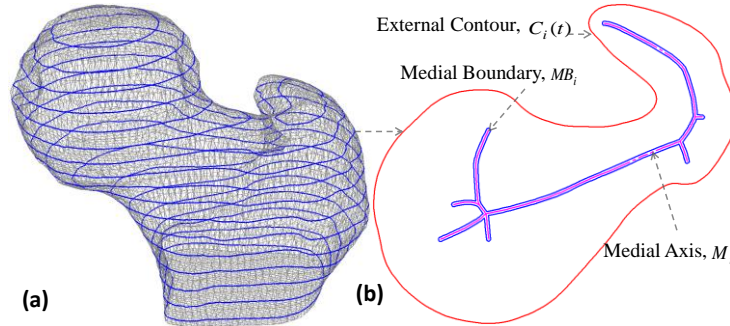 External Contour, C_i(t)
Medial Boundary, MB_i
Medial Axis, M
(a)
(b)